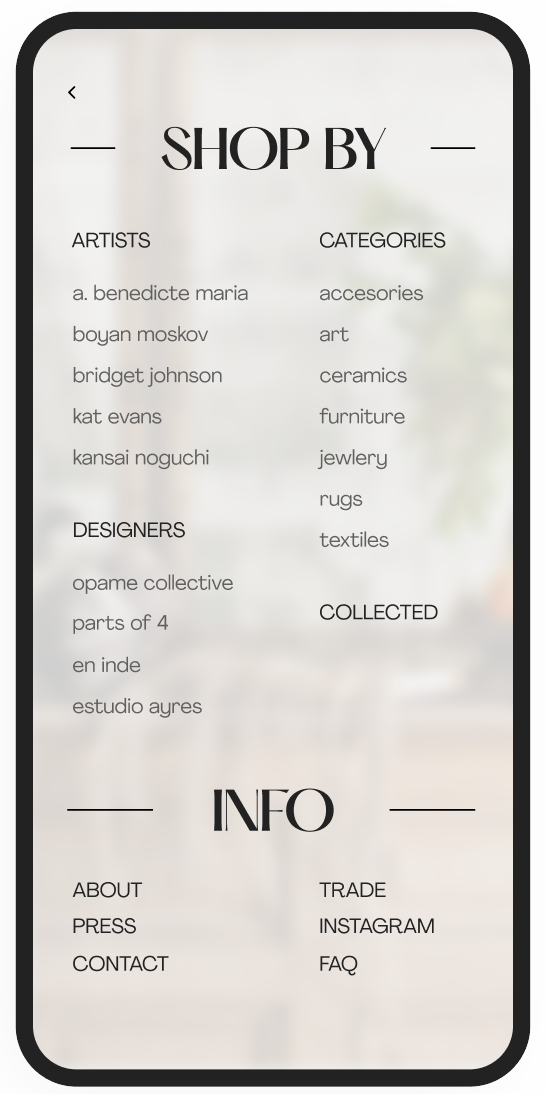 SHOP BY
ARTISTS
a. benedicte maria
boyan moskov
bridget johnson
kat evans
kansai noguchi
DESIGNERS
opame collective
parts of 4
en inde
estudio ayres
CATEGORIES
accesories
art
ceramics
furniture
jewlery
rugs
textiles
COLLECTED
INFO
ABOUT
PRESS
CONTACT
TRADE
INSTAGRAM
FAQ